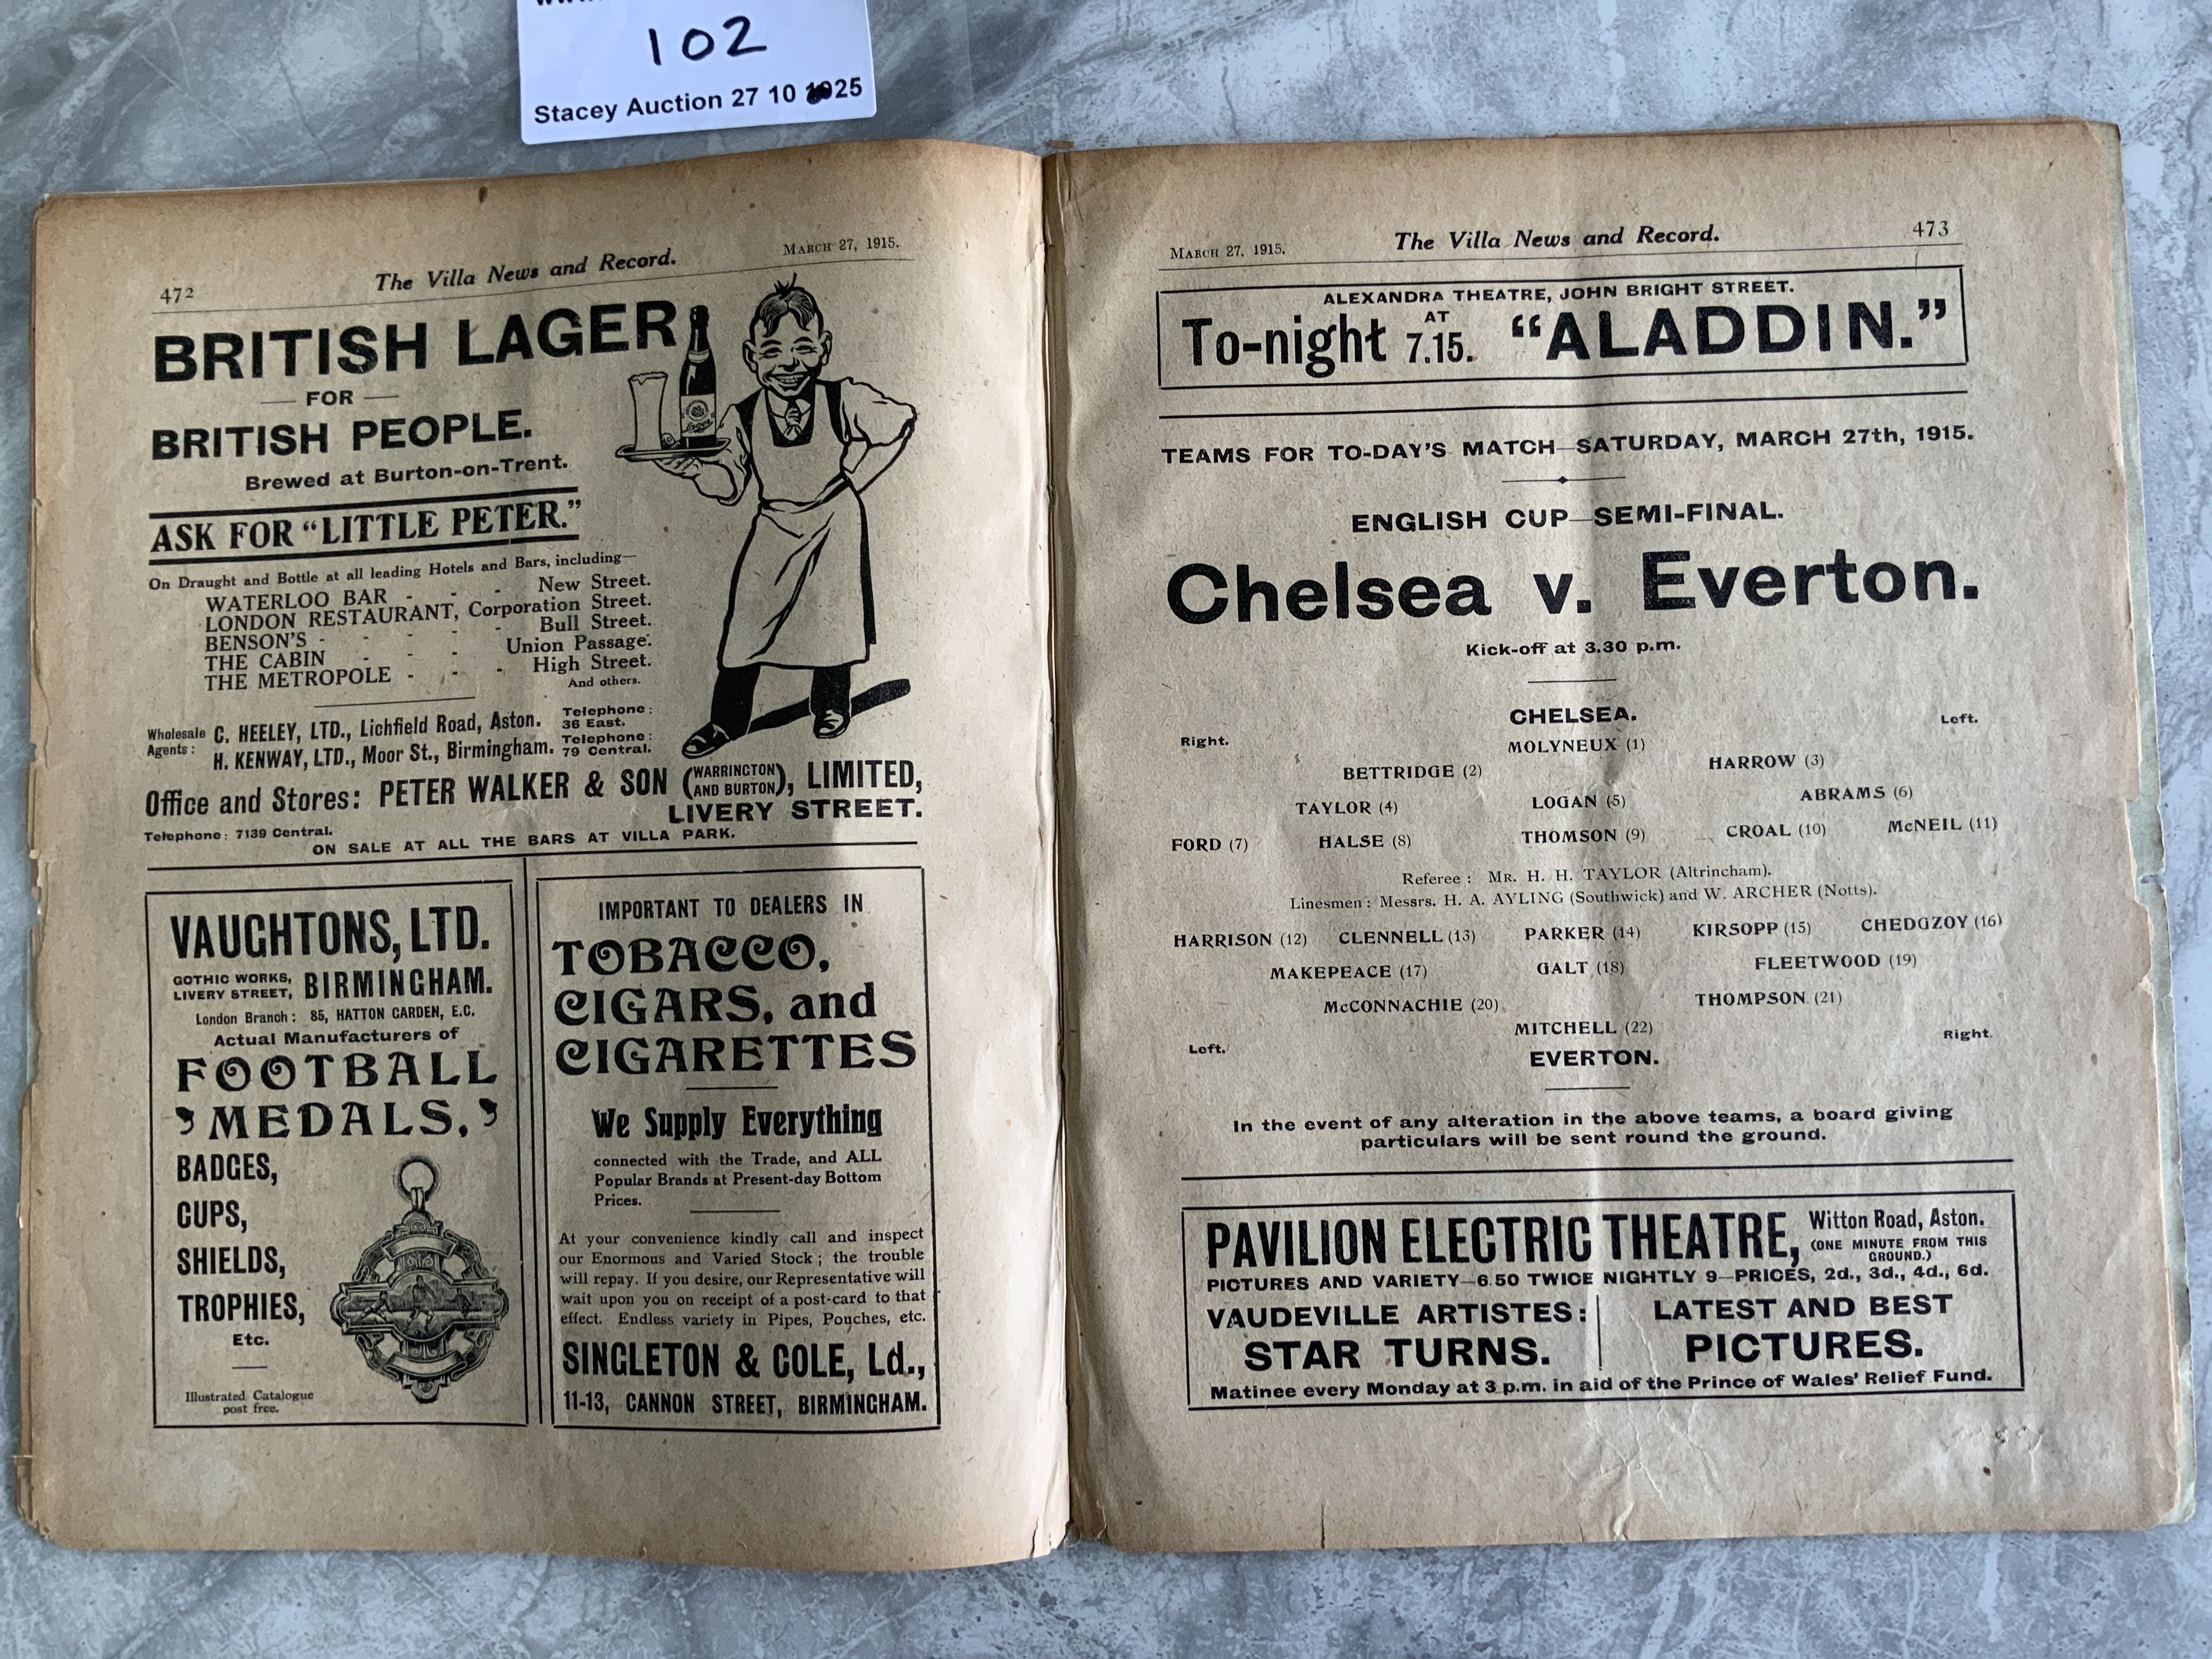 102
Stacey Auction 27 10 2025
472
The Villa News and Record.
March 27, 1915.
BRITISH LAGER
FOR
BRITISH PEOPLE.
Brewed at Burton-on-Trent.
ASK FOR "LITTLE PETER."
On Draught and Bottle at all leading Hotels and Bars, including—
WATERLOO BAR - - - New Street.
LONDON RESTAURANT, Corporation Street.
BENSON'S - - - - - Bull Street.
THE CABIN - - - Union Passage.
THE METROPOLE - - - High Street.
And others.
Wholesale Agents: C. HEELEY, LTD., Lichfield Road, Aston. Telephone: 36 East.
H. KENWAY, LTD., Moor St., Birmingham. Telephone: 79 Central.
Office and Stores: PETER WALKER & SON (WARRINGTON AND BURTON), LIMITED,
LIVERY STREET.
Telephone: 7139 Central.
ON SALE AT ALL THE BARS AT VILLA PARK.
VAUGHTONS, LTD.
GOTHIC WORKS,
LIVERY STREET, BIRMINGHAM.
London Branch: 85, HATTON GARDEN, E.C.
Actual Manufacturers of
FOOTBALL
MEDALS,
BADGES,
CUPS,
SHIELDS,
TROPHIES,
Etc.
Illustrated Catalogue
post free.
IMPORTANT TO DEALERS IN
TOBACCO,
CIGARS, and
CIGARETTES
We Supply Everything
connected with the Trade, and ALL
Popular Brands at Present-day Bottom
Prices.
At your convenience kindly call and inspect
our Enormous and Varied Stock; the trouble
will repay. If you desire, our Representative will
wait upon you on receipt of a post-card to that
effect. Endless variety in Pipes, Pouches, etc.
SINGLETON & COLE, Ld.,
11-13, CANNON STREET, BIRMINGHAM.
March 27, 1915.
The Villa News and Record.
473
ALEXANDRA THEATRE, JOHN BRIGHT STREET.
To-night AT 7.15. "ALADDIN."
TEAMS FOR TO-DAY'S MATCH—SATURDAY, MARCH 27th, 1915.
ENGLISH CUP—SEMI-FINAL.
Chelsea v. Everton.
Kick-off at 3.30 p.m.
CHELSEA.
Right.
Left.
MOLYNEUX (1)
BETTRIDGE (2) HARROW (3)
TAYLOR (4) LOGAN (5) ABRAMS (6)
FORD (7) HALSE (8) THOMSON (9) CROAL (10) McNEIL (11)
Referee: Mr. H. H. TAYLOR (Altrincham).
Linesmen: Messrs. H. A. AYLING (Southwick) and W. ARCHER (Notts).
HARRISON (12) CLENNELL (13) PARKER (14) KIRSOPP (15) CHEDGZOY (16)
MAKEPEACE (17) GALT (18) FLEETWOOD (19)
McCONNACHIE (20) THOMPSON (21)
MITCHELL (22)
Left.
Right.
EVERTON.
In the event of any alteration in the above teams, a board giving
particulars will be sent round the ground.
PAVILION ELECTRIC THEATRE, Witton Road, Aston.
(ONE MINUTE FROM THIS
GROUND.)
PICTURES AND VARIETY—6.50 TWICE NIGHTLY 9—PRICES, 2d., 3d., 4d., 6d.
VAUDEVILLE ARTISTES:
STAR TURNS.
LATEST AND BEST
PICTURES.
Matinee every Monday at 3 p.m. in aid of the Prince of Wales' Relief Fund.